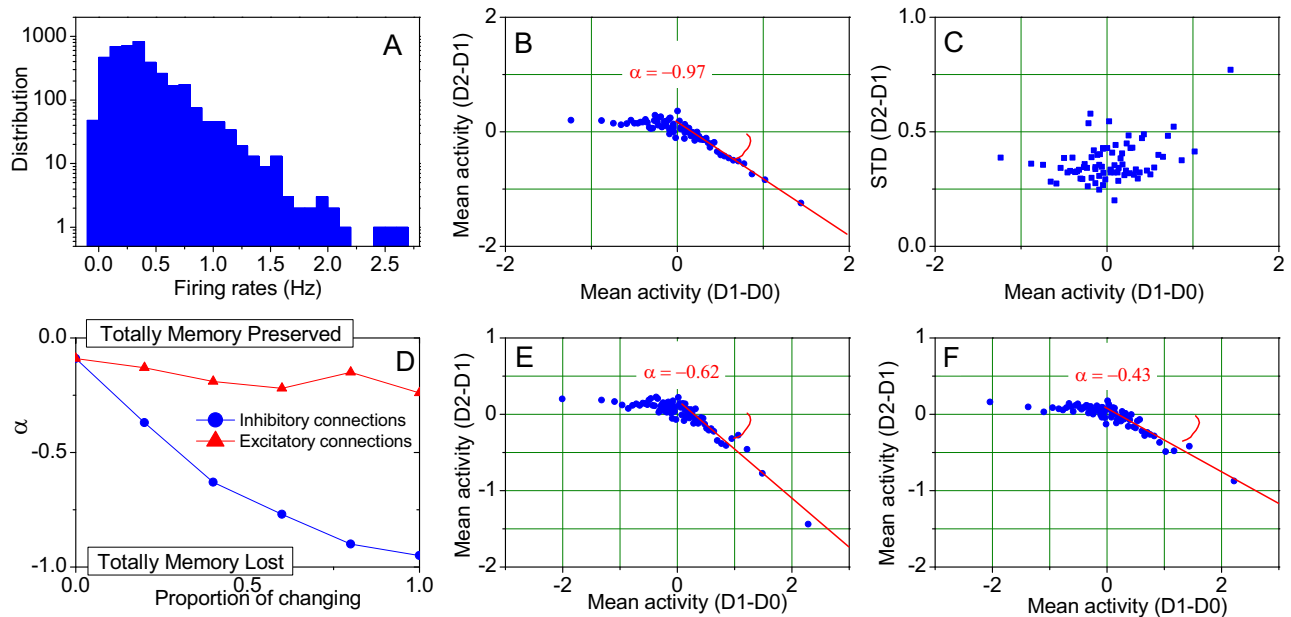 A
Distribution
1000
100
10
1
0.0 0.5 1.0 1.5 2.0 2.5
Firing rates (Hz)
B
α = −0.97
Mean activity (D2-D1)
2
0
-2
-2 0 2
Mean activity (D1-D0)
C
STD (D2-D1)
1.0
0.5
0.0
-2 0 2
Mean activity (D1-D0)
D
Totally Memory Preserved
Inhibitory connections
Excitatory connections
Totally Memory Lost
α
0.0
-0.5
-1.0
0.0 0.5 1.0
Proportion of changing
E
α = −0.62
Mean activity (D2-D1)
1
0
-1
-2
-2 0 2
Mean activity (D1-D0)
F
α = −0.43
Mean activity (D2-D1)
1
0
-1
-2
-2 0 2
Mean activity (D1-D0)